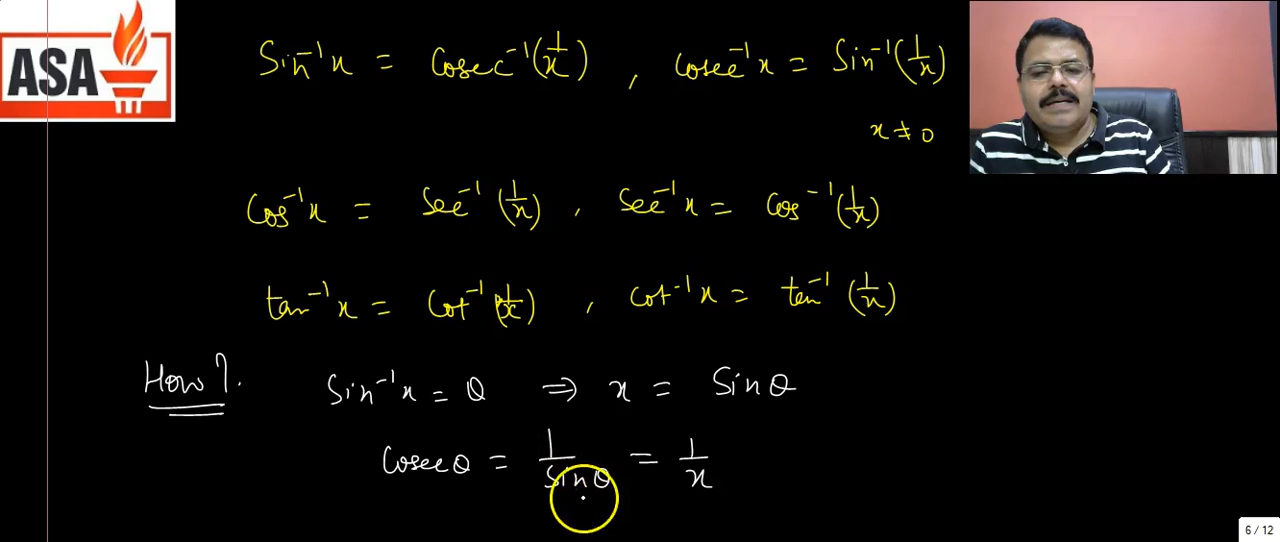 ASA
Sin⁻¹x = Cosec⁻¹(1/x) , Cosec⁻¹x = Sin⁻¹(1/x)
x ≠ 0
Cos⁻¹x = Sec⁻¹(1/x) , Sec⁻¹x = Cos⁻¹(1/x)
tan⁻¹x = Cot⁻¹(1/x) , Cot⁻¹x = tan⁻¹(1/x)
How?. Sin⁻¹x = θ ⇒ x = Sinθ
Cosecθ = 1/Sinθ = 1/x
6 / 12